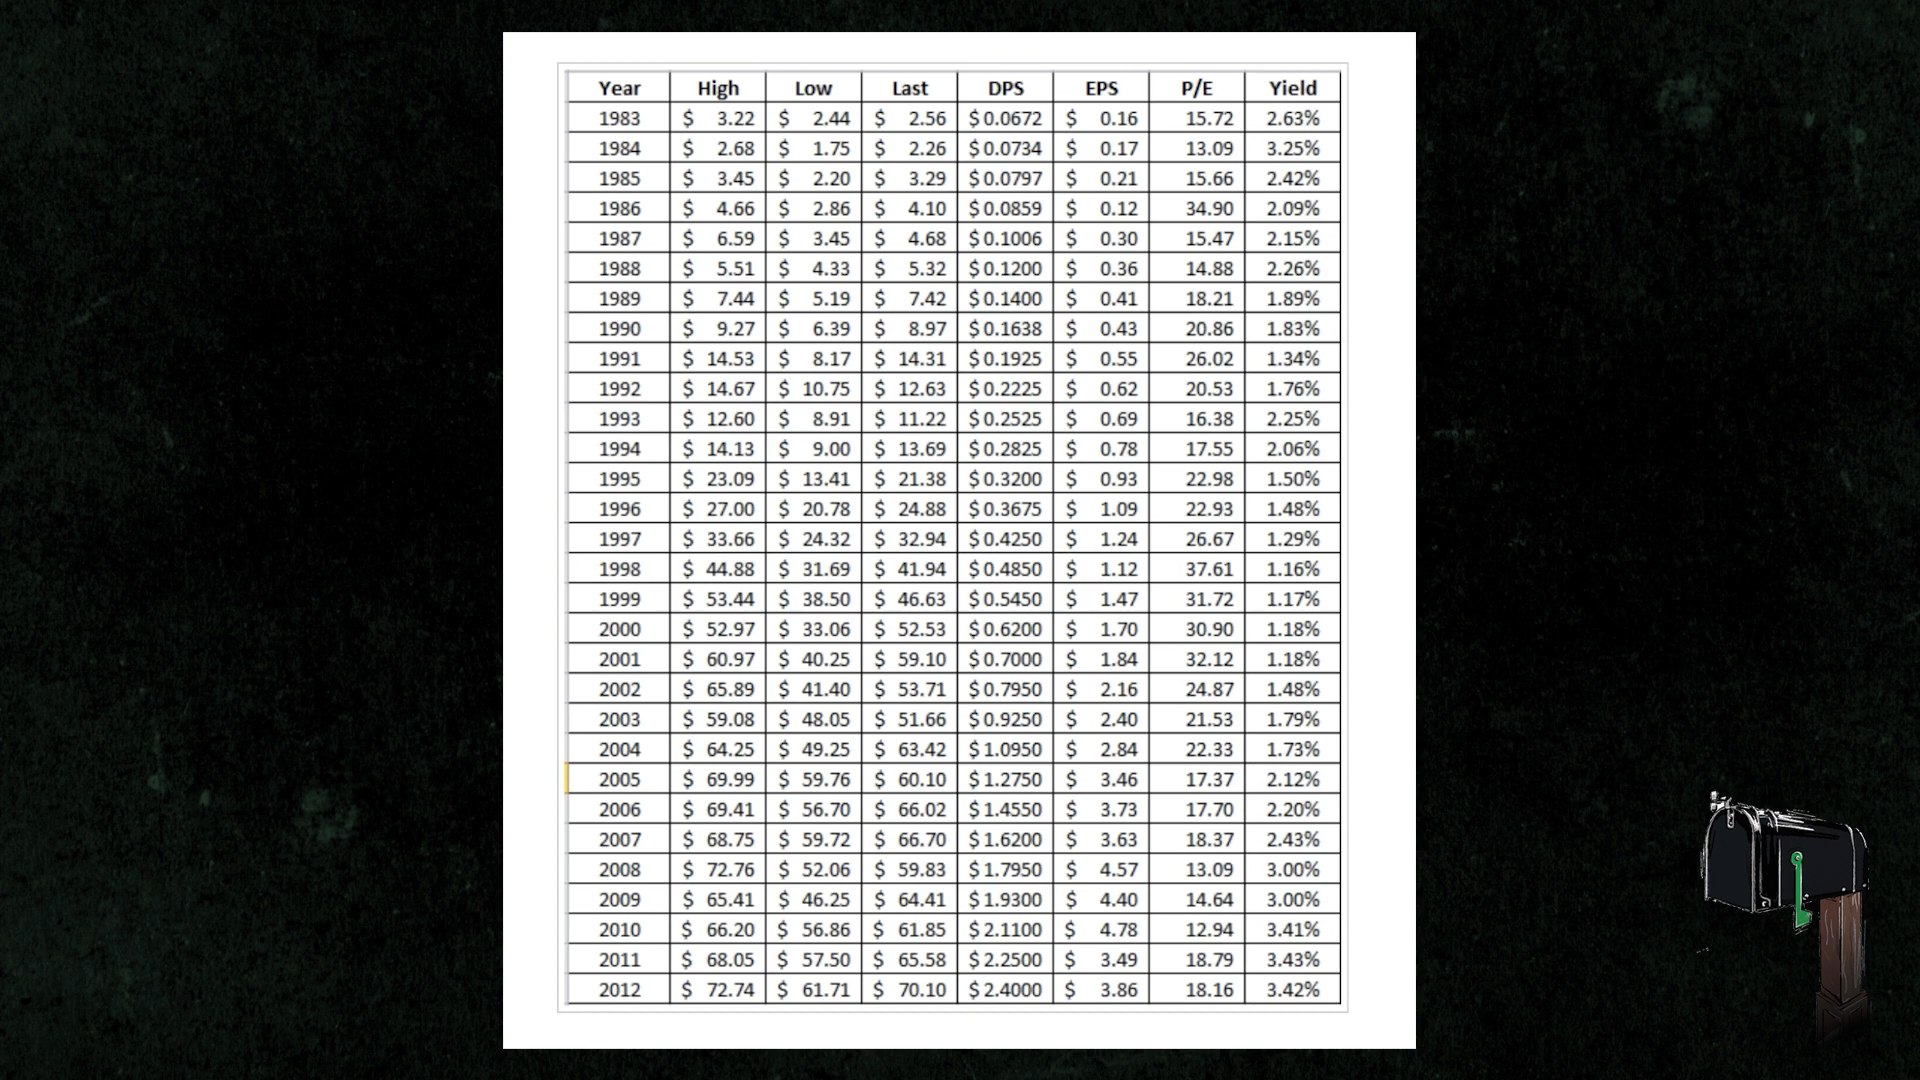 Year High Low Last DPS EPS P/E Yield
1983 $ 3.22 $ 2.44 $ 2.56 $0.0672 $ 0.16 15.72 2.63%
1984 $ 2.68 $ 1.75 $ 2.26 $0.0734 $ 0.17 13.09 3.25%
1985 $ 3.45 $ 2.20 $ 3.29 $0.0797 $ 0.21 15.66 2.42%
1986 $ 4.66 $ 2.86 $ 4.10 $0.0859 $ 0.12 34.90 2.09%
1987 $ 6.59 $ 3.45 $ 4.68 $0.1006 $ 0.30 15.47 2.15%
1988 $ 5.51 $ 4.33 $ 5.32 $0.1200 $ 0.36 14.88 2.26%
1989 $ 7.44 $ 5.19 $ 7.42 $0.1400 $ 0.41 18.21 1.89%
1990 $ 9.27 $ 6.39 $ 8.97 $0.1638 $ 0.43 20.86 1.83%
1991 $ 14.53 $ 8.17 $ 14.31 $0.1925 $ 0.55 26.02 1.34%
1992 $ 14.67 $ 10.75 $ 12.63 $0.2225 $ 0.62 20.53 1.76%
1993 $ 12.60 $ 8.91 $ 11.22 $0.2525 $ 0.69 16.38 2.25%
1994 $ 14.13 $ 9.00 $ 13.69 $0.2825 $ 0.78 17.55 2.06%
1995 $ 23.09 $ 13.41 $ 21.38 $0.3200 $ 0.93 22.98 1.50%
1996 $ 27.00 $ 20.78 $ 24.88 $0.3675 $ 1.09 22.93 1.48%
1997 $ 33.66 $ 24.32 $ 32.94 $0.4250 $ 1.24 26.67 1.29%
1998 $ 44.88 $ 31.69 $ 41.94 $0.4850 $ 1.12 37.61 1.16%
1999 $ 53.44 $ 38.50 $ 46.63 $0.5450 $ 1.47 31.72 1.17%
2000 $ 52.97 $ 33.06 $ 52.53 $0.6200 $ 1.70 30.90 1.18%
2001 $ 60.97 $ 40.25 $ 59.10 $0.7000 $ 1.84 32.12 1.18%
2002 $ 65.89 $ 41.40 $ 53.71 $0.7950 $ 2.16 24.87 1.48%
2003 $ 59.08 $ 48.05 $ 51.66 $0.9250 $ 2.40 21.53 1.79%
2004 $ 64.25 $ 49.25 $ 63.42 $1.0950 $ 2.84 22.33 1.73%
2005 $ 69.99 $ 59.76 $ 60.10 $1.2750 $ 3.46 17.37 2.12%
2006 $ 69.41 $ 56.70 $ 66.02 $1.4550 $ 3.73 17.70 2.20%
2007 $ 68.75 $ 59.72 $ 66.70 $1.6200 $ 3.63 18.37 2.43%
2008 $ 72.76 $ 52.06 $ 59.83 $1.7950 $ 4.57 13.09 3.00%
2009 $ 65.41 $ 46.25 $ 64.41 $1.9300 $ 4.40 14.64 3.00%
2010 $ 66.20 $ 56.86 $ 61.85 $2.1100 $ 4.78 12.94 3.41%
2011 $ 68.05 $ 57.50 $ 65.58 $2.2500 $ 3.49 18.79 3.43%
2012 $ 72.74 $ 61.71 $ 70.10 $2.4000 $ 3.86 18.16 3.42%